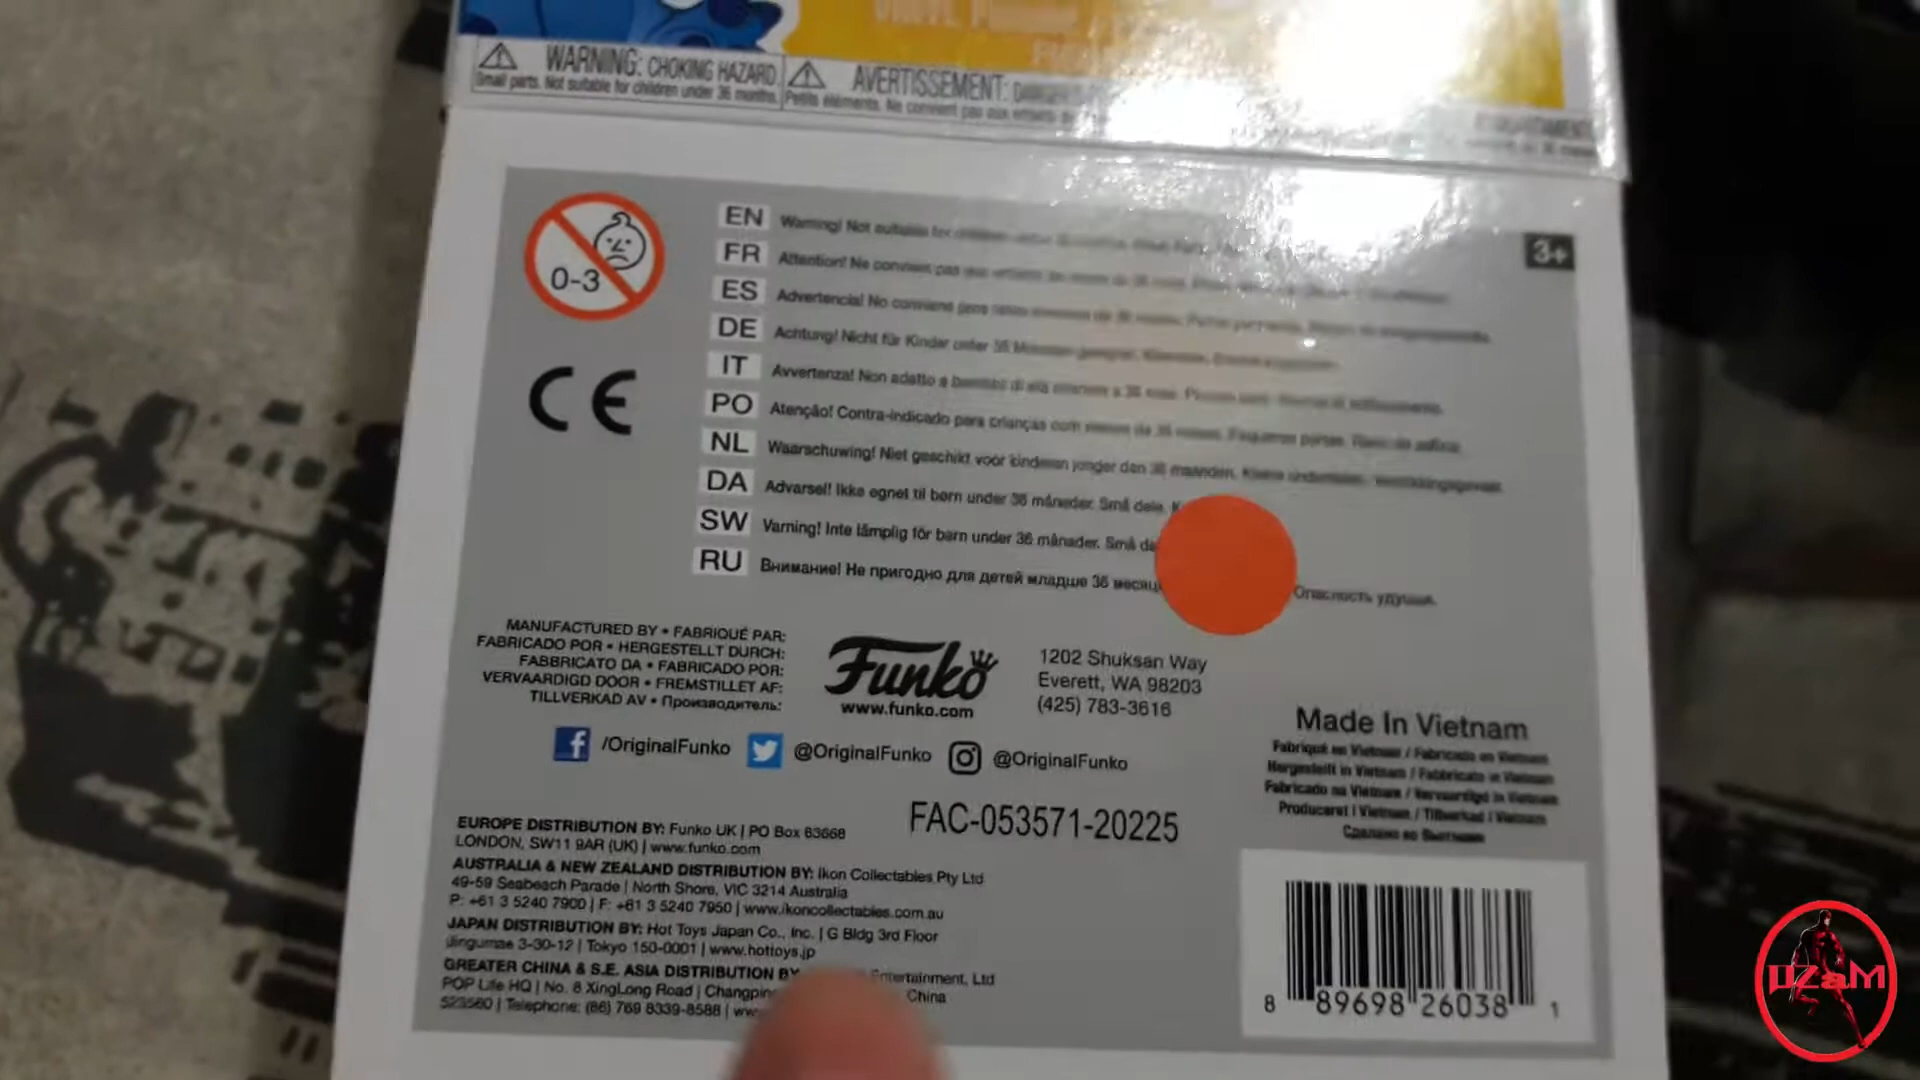 WARNING: CHOKING HAZARD.
Small parts. Not suitable for children under 36 months.
AVERTISSEMENT:
Petits éléments. Ne convient pas aux enfants
0-3
3+
EN Warning! Not suitable for children under
FR Attention! Ne convient pas aux enfants de moins de 36 mois.
ES Advertencia! No conviene para niños menores de 36 meses.
DE Achtung! Nicht für Kinder unter 36 Monaten geeignet.
IT Avvertenza! Non adatto a bambini di età inferiore a 36 mesi.
PO Atenção! Contra-indicado para crianças com menos de 36 meses. Pequenas partes.
NL Waarschuwing! Niet geschikt voor kinderen jonger dan 36 maanden. Kleine onderdelen.
DA Advarsel! Ikke egnet til børn under 36 måneder. Små dele.
SW Varning! Inte lämplig för barn under 36 månader. Små
RU Внимание! Не пригодно для детей младше 36 Опасность удушья.
MANUFACTURED BY • FABRIQUÉ PAR:
FABRICADO POR • HERGESTELLT DURCH:
FABBRICATO DA • FABRICADO POR:
VERVAARDIGD DOOR • FREMSTILLET AF:
TILLVERKAD AV • Производитель:
Funko
www.funko.com
1202 Shuksan Way
Everett, WA 98203
(425) 783-3616
/OriginalFunko @OriginalFunko @OriginalFunko
Made In Vietnam
Fabriqué en Vietnam / Fabricado en Vietnam
Hergestellt in Vietnam / Fabbricato in Vietnam
Fabricado na Vietnam / Vervaardigd in Vietnam
Produceret i Vietnam / Tillverkad i Vietnam
Сделано во Вьетнаме
FAC-053571-20225
EUROPE DISTRIBUTION BY: Funko UK | PO Box 63668
LONDON, SW11 9AR (UK) | www.funko.com
AUSTRALIA & NEW ZEALAND DISTRIBUTION BY: Ikon Collectables Pty Ltd
49-59 Seabeach Parade | North Shore, VIC 3214 Australia
P: +61 3 5240 7900 | F: +61 3 5240 7950 | www.ikoncollectables.com.au
JAPAN DISTRIBUTION BY: Hot Toys Japan Co., Inc. | G Bldg 3rd Floor
Jingumae 3-30-12 | Tokyo 150-0001 | www.hottoys.jp
GREATER CHINA & S.E. ASIA DISTRIBUTION BY Entertainment, Ltd
POP Life HQ | No. 8 XingLong Road | Changping China
523560 | Telephone: (86) 769 8339-8588 |
8 89698 26038 1
µZaM